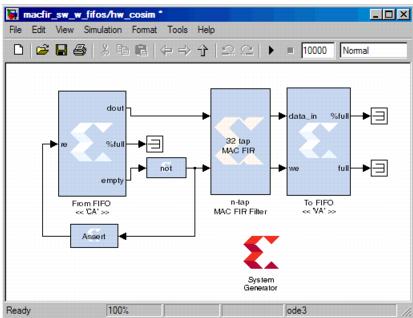 macfir_sw_w_fifos/hw_cosim *
File Edit View Simulation Format Tools Help
10000 Normal
dout
re
%full
empty
From FIFO
<< 'CA' >>
not
Assert
32 tap
MAC FIR
n-tap
MAC FIR Filter
data_in
%full
we
full
To FIFO
<< 'VA' >>
System
Generator
Ready 100% ode3